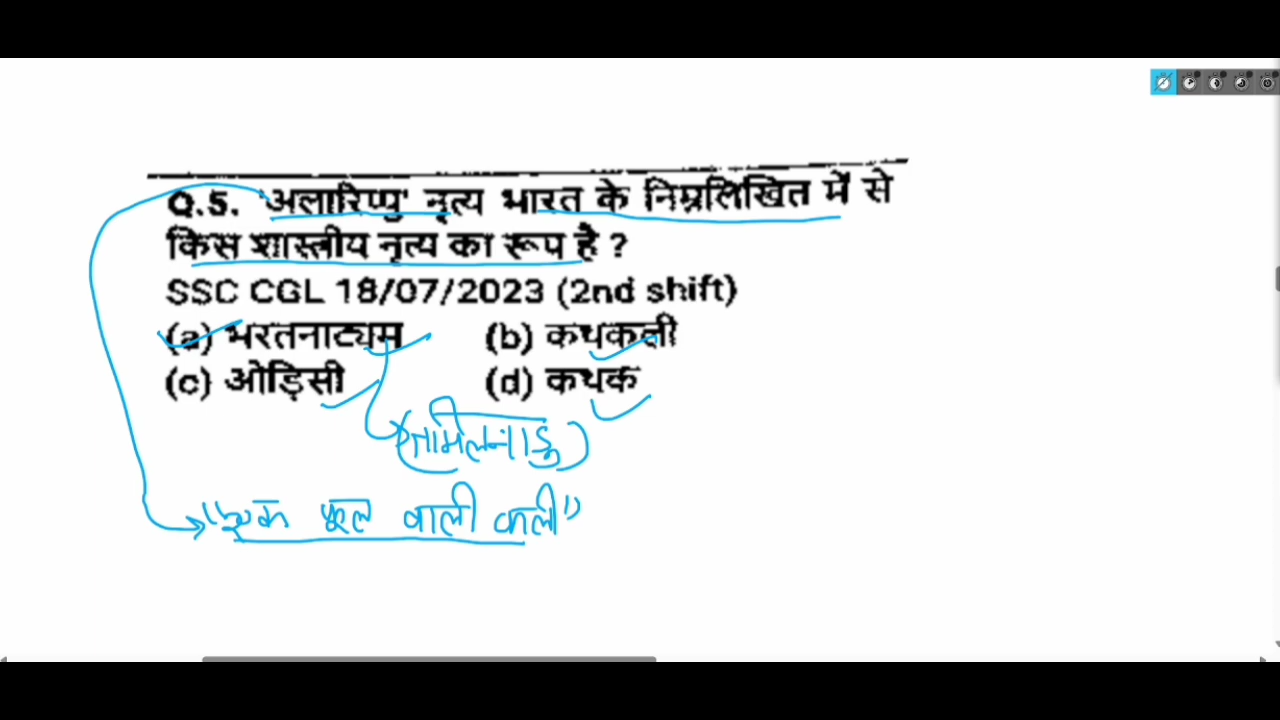 Q.5. 'अलारिप्पु' नृत्य भारत के निम्नलिखित में से
किस शास्त्रीय नृत्य का रूप है ?
SSC CGL 18/07/2023 (2nd shift)
(a) भरतनाट्यम (b) कथकली
(c) ओड़िसी (d) कथक
(तामिलनाडु)
"एक फूल वाली कली"